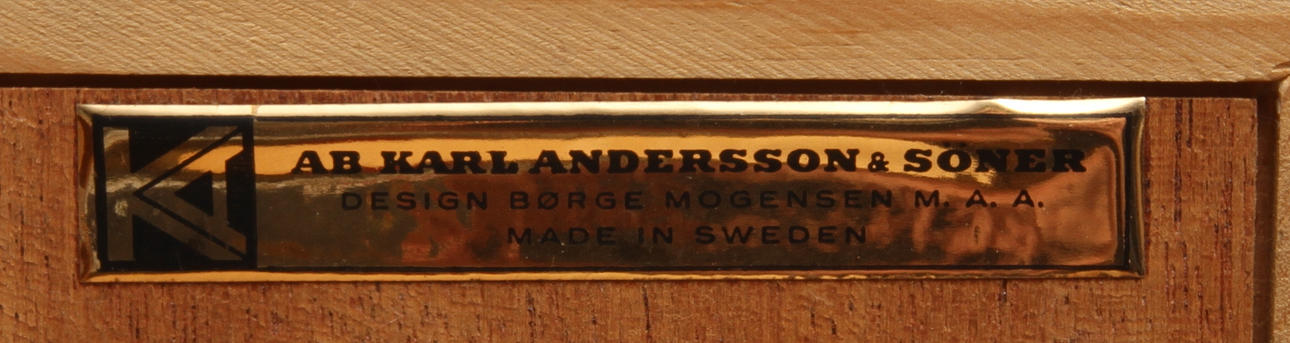 AB KARL ANDERSSON & SÖNER
DESIGN BØRGE MOGENSEN M. A. A.
MADE IN SWEDEN